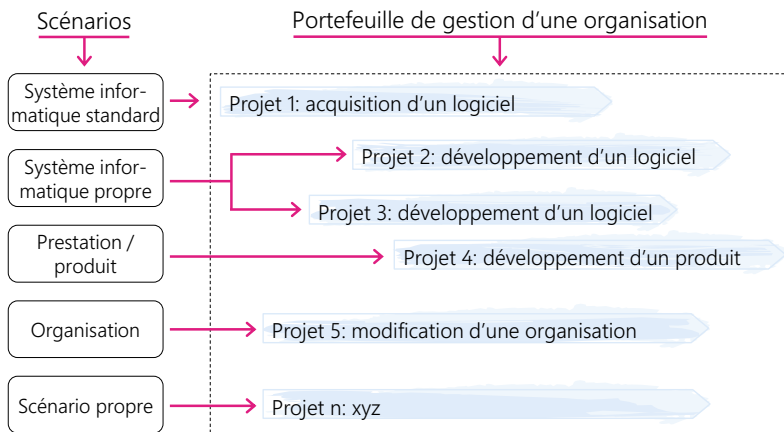 Scénarios
Portefeuille de gestion d’une organisation
Système infor-
matique standard
Projet 1: acquisition d’un logiciel
Système infor-
matique propre
Projet 2: développement d’un logiciel
Projet 3: développement d’un logiciel
Prestation /
produit
Projet 4: développement d’un produit
Organisation
Projet 5: modification d’une organisation
Scénario propre
Projet n: xyz